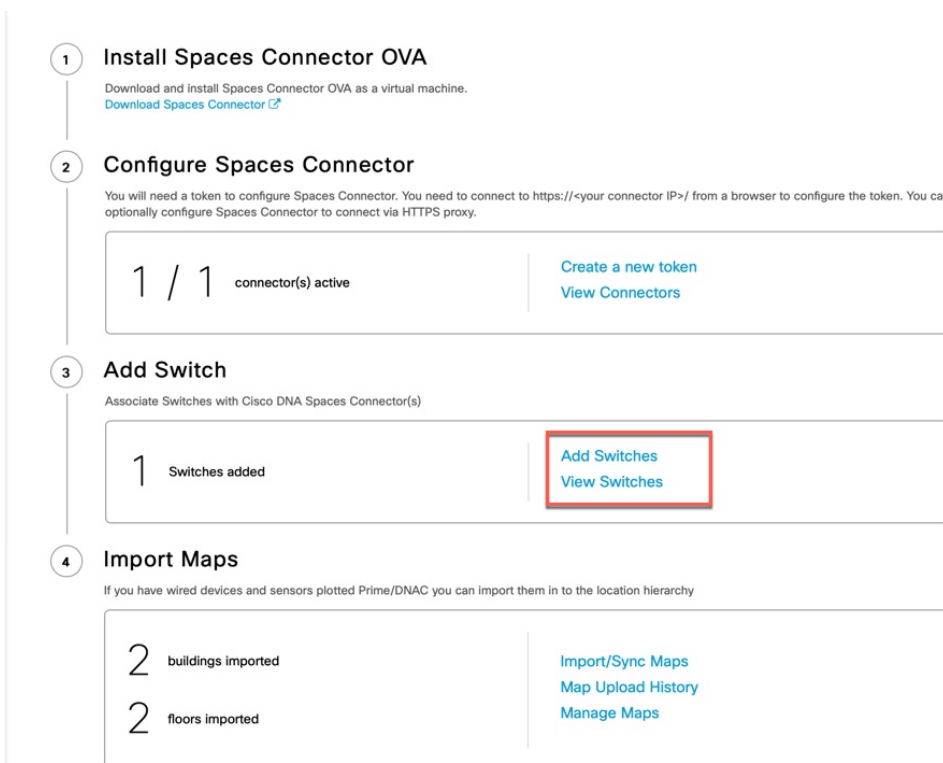 1
Install Spaces Connector OVA
Download and install Spaces Connector OVA as a virtual machine.
Download Spaces Connector
2
Configure Spaces Connector
You will need a token to configure Spaces Connector. You need to connect to https://<your connector IP>/ from a browser to configure the token. You ca
optionally configure Spaces Connector to connect via HTTPS proxy.
1 / 1 connector(s) active
Create a new token
View Connectors
3
Add Switch
Associate Switches with Cisco DNA Spaces Connector(s)
1 Switches added
Add Switches
View Switches
4
Import Maps
If you have wired devices and sensors plotted Prime/DNAC you can import them in to the location hierarchy
2 buildings imported
2 floors imported
Import/Sync Maps
Map Upload History
Manage Maps